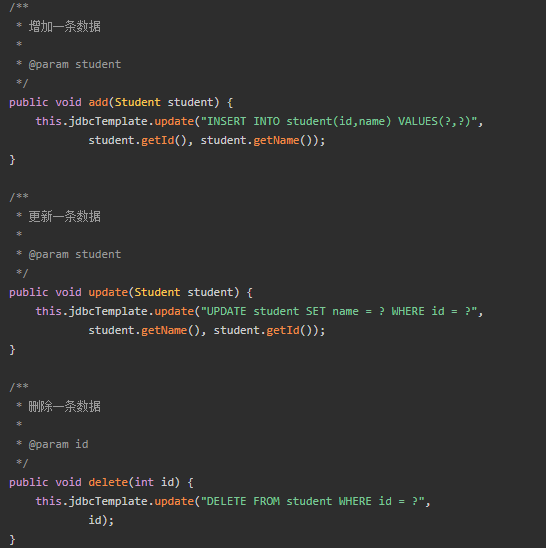 /**
 * 增加一条数据
 *
 * @param student
 */
public void add(Student student) {
    this.jdbcTemplate.update("INSERT INTO student(id,name) VALUES(?,?)",
            student.getId(), student.getName());
}

/**
 * 更新一条数据
 *
 * @param student
 */
public void update(Student student) {
    this.jdbcTemplate.update("UPDATE student SET name = ? WHERE id = ?",
            student.getName(), student.getId());
}

/**
 * 删除一条数据
 *
 * @param id
 */
public void delete(int id) {
    this.jdbcTemplate.update("DELETE FROM student WHERE id = ?",
            id);
}